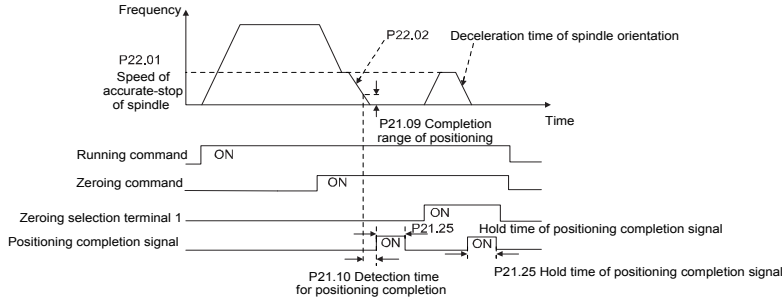 Frequency
P22.02
Deceleration time of spindle orientation
P22.01
Speed of
accurate-stop
of spindle
Time
P21.09 Completion
range of positioning
Running command
ON
Zeroing command
ON
Zeroing selection terminal 1
ON
P21.25
Hold time of positioning completion signal
Positioning completion signal
ON
ON
P21.10 Detection time
for positioning completion
P21.25 Hold time of positioning completion signal